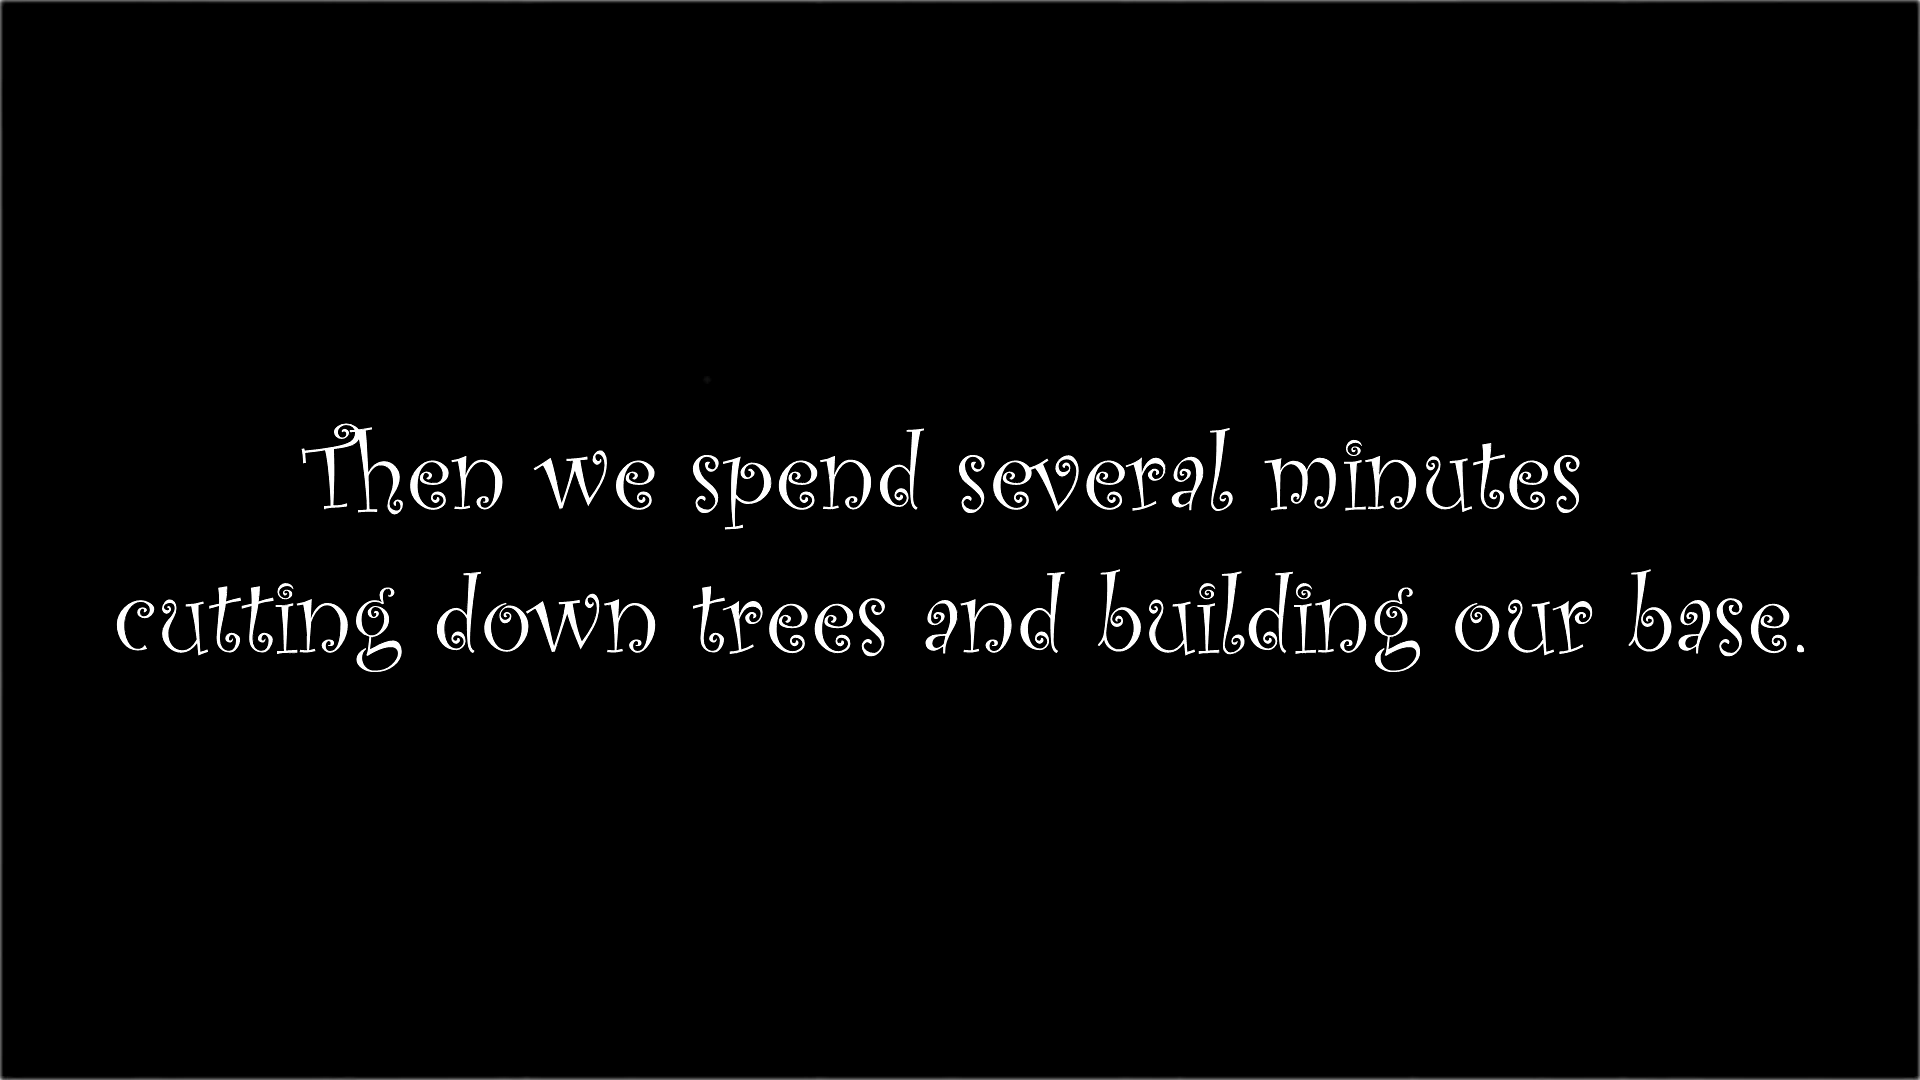 Then we spend several minutes
cutting down trees and building our base.